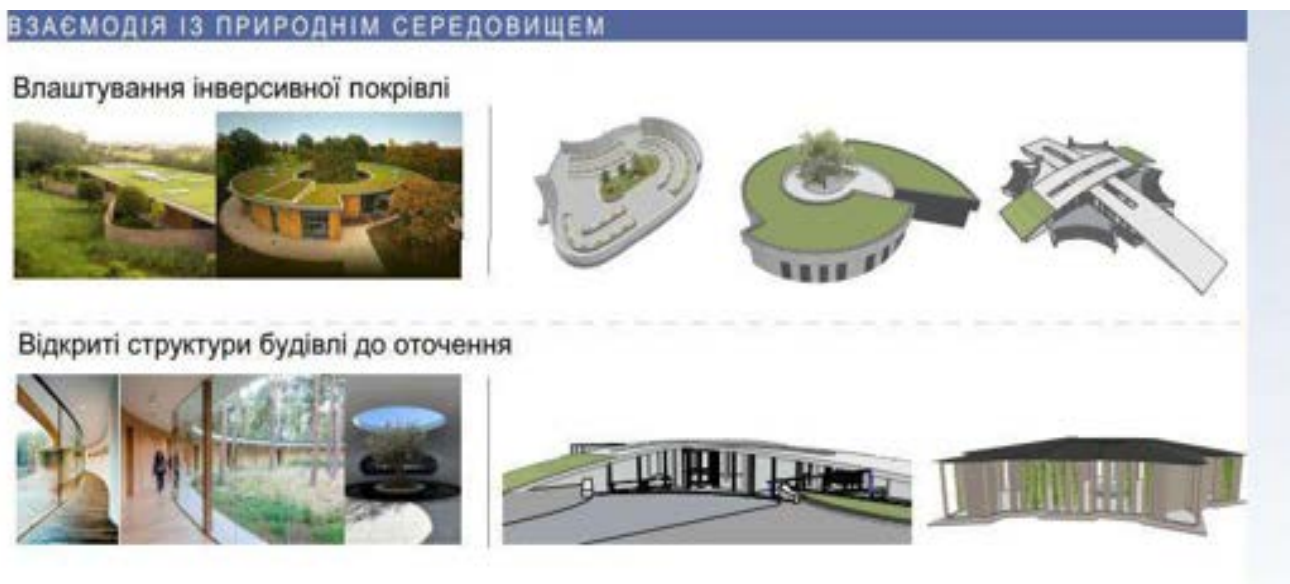 ВЗАЄМОДІЯ ІЗ ПРИРОДНІМ СЕРЕДОВИЩЕМ
Влаштування інверсивної покрівлі
Відкриті структури будівлі до оточення